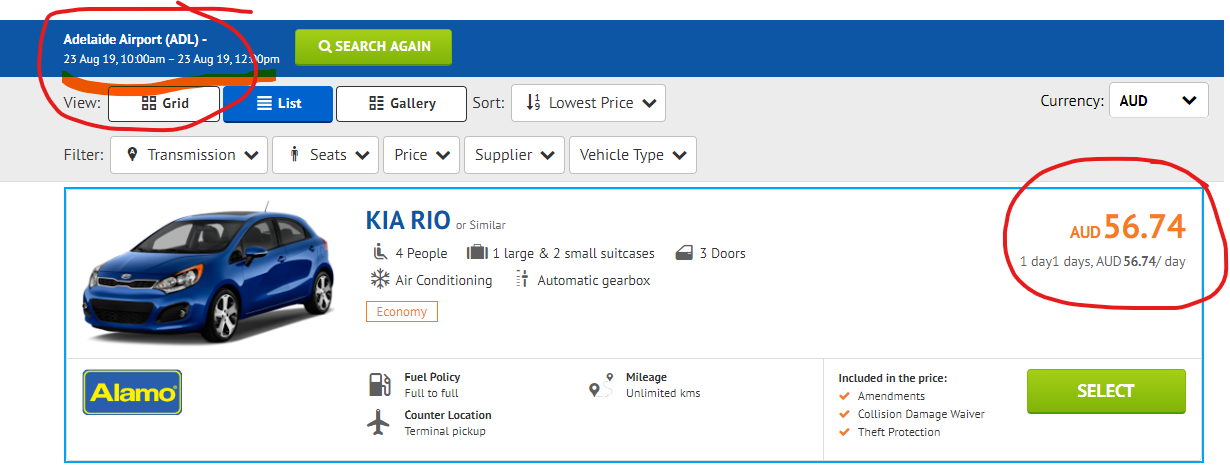 Adelaide Airport (ADL) -
23 Aug 19, 10:00am – 23 Aug 19, 12:00pm
SEARCH AGAIN
View: Grid List Gallery Sort: Lowest Price Currency: AUD
Filter: Transmission Seats Price Supplier Vehicle Type
KIA RIO or Similar
AUD 56.74
4 People 1 large & 2 small suitcases 3 Doors
1 day1 days, AUD 56.74/ day
Air Conditioning Automatic gearbox
Economy
Alamo
Fuel Policy
Full to full
Counter Location
Terminal pickup
Mileage
Unlimited kms
Included in the price:
Amendments
Collision Damage Waiver
Theft Protection
SELECT